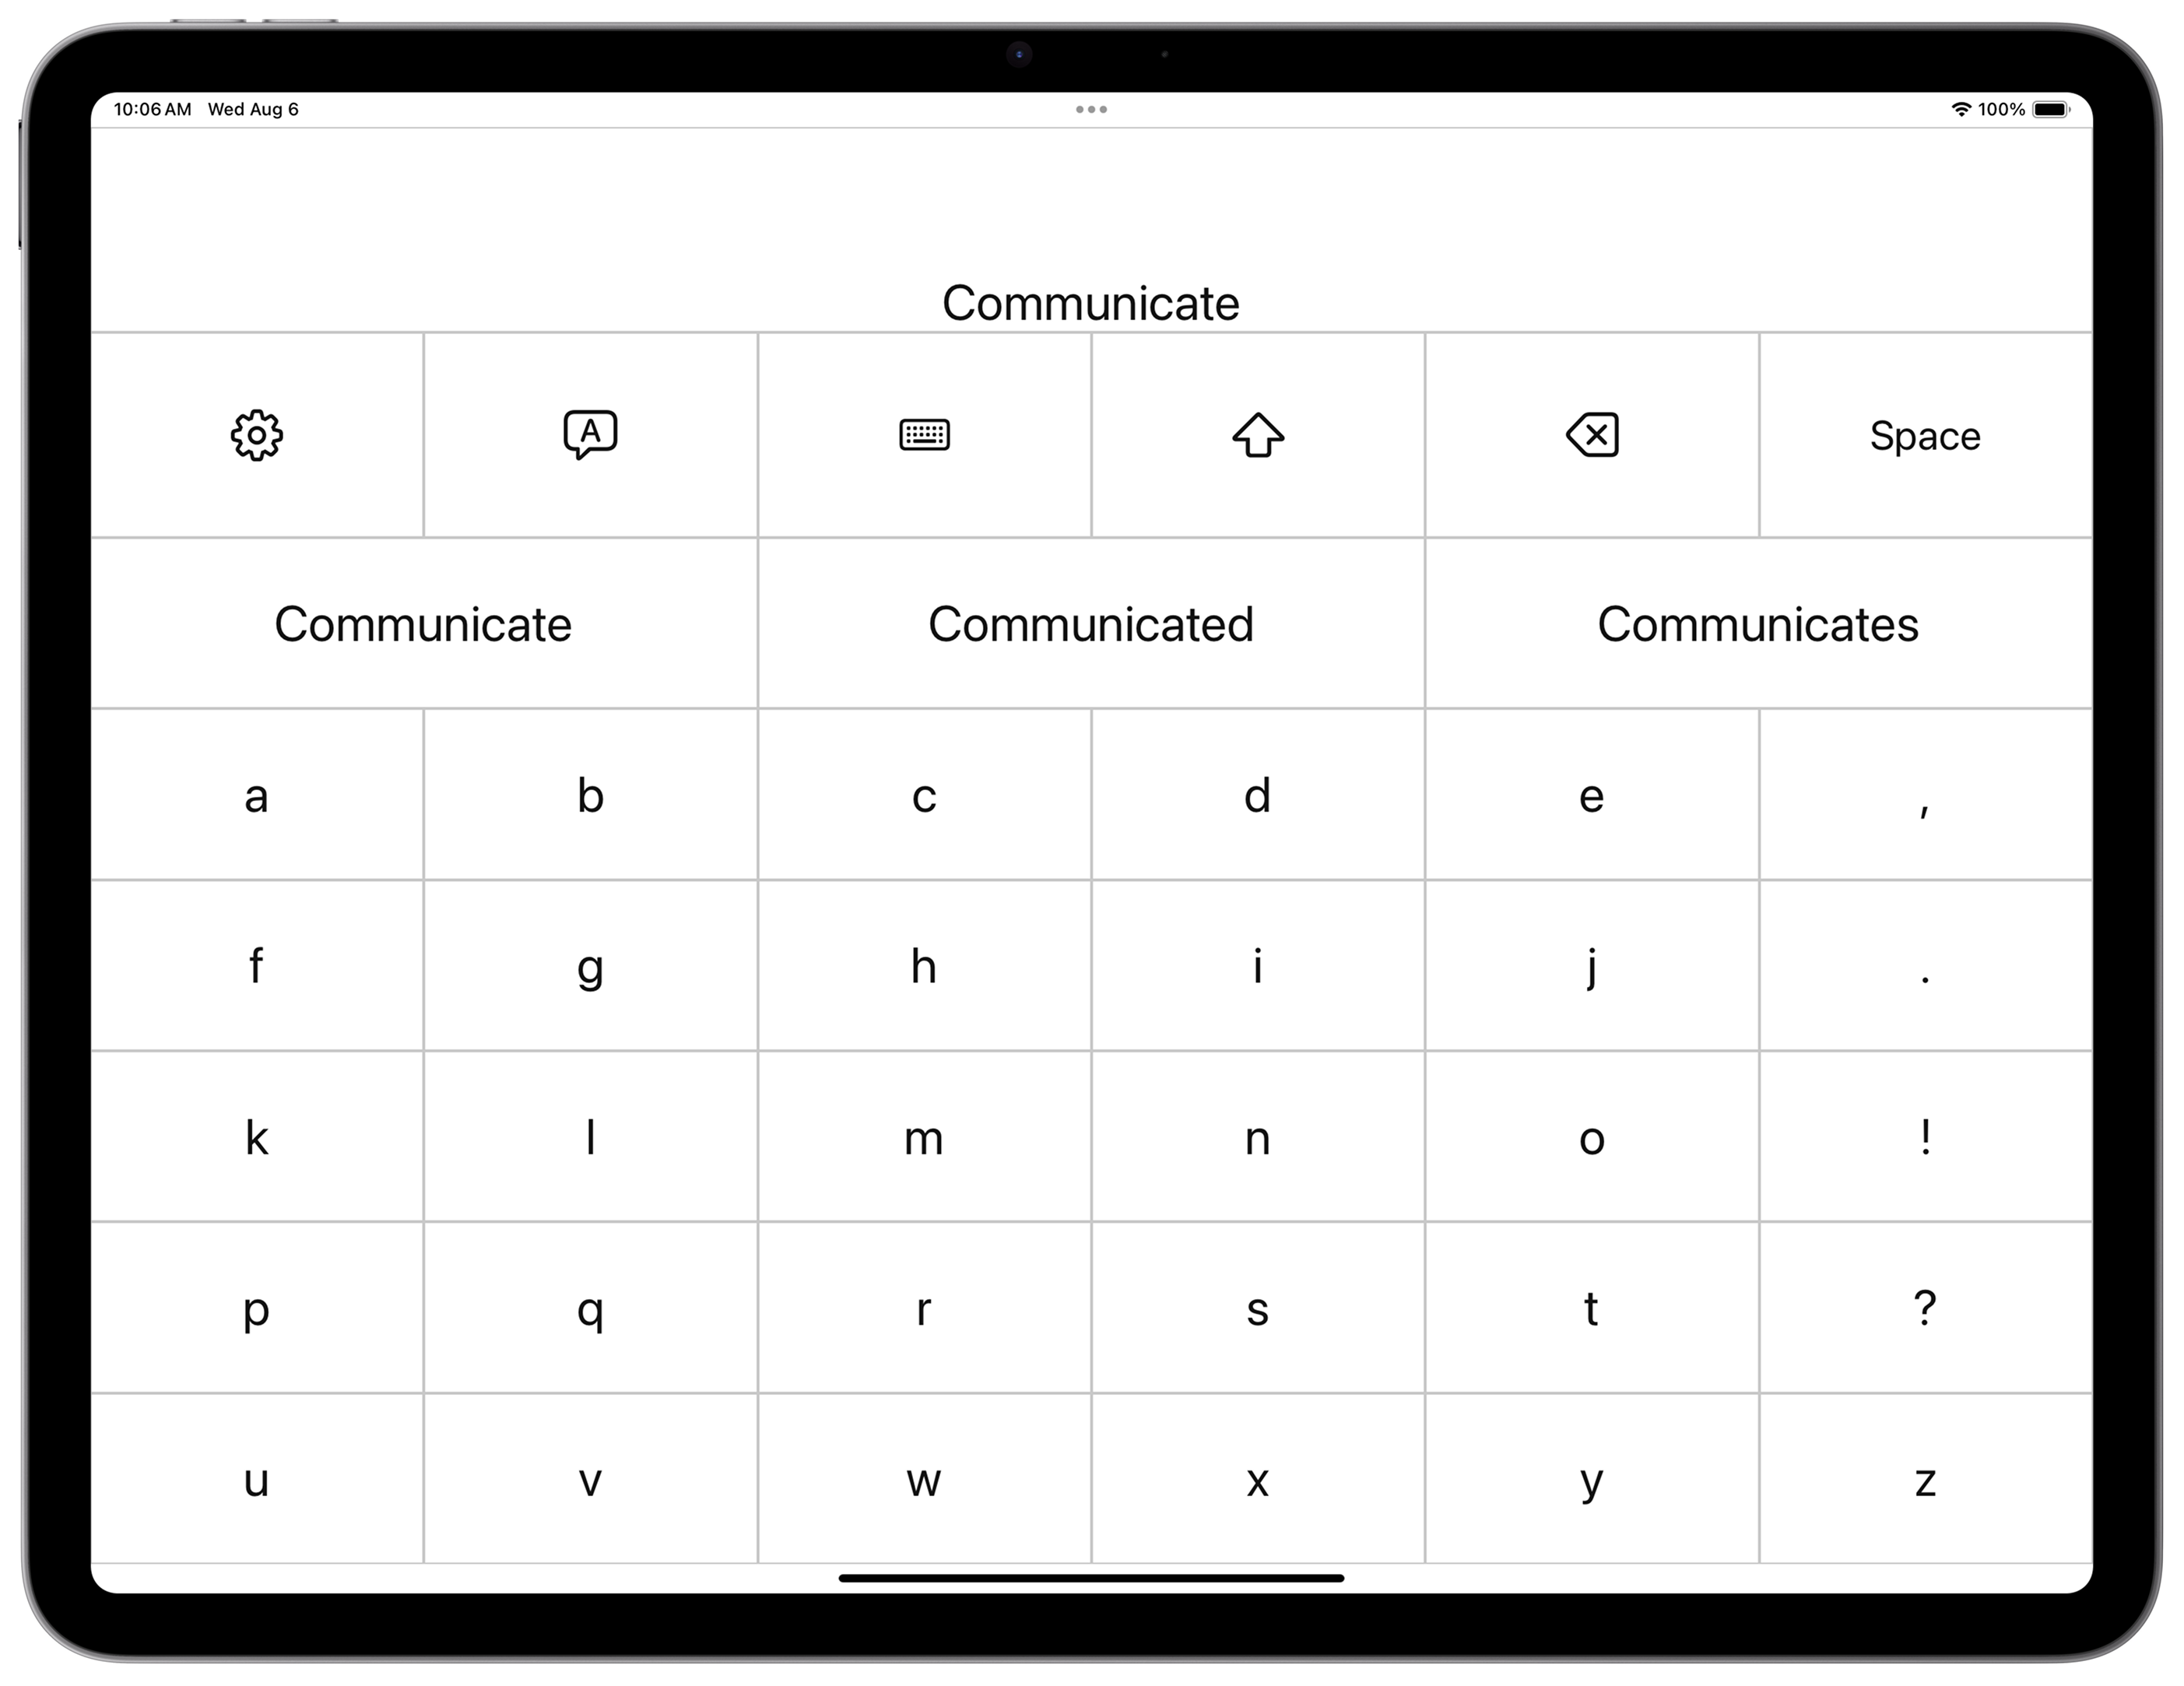 10:06 AM Wed Aug 6 100%
Communicate
A Space
Communicate Communicated Communicates
a b c d e ,
f g h i j .
k l m n o !
p q r s t ?
u v w x y z